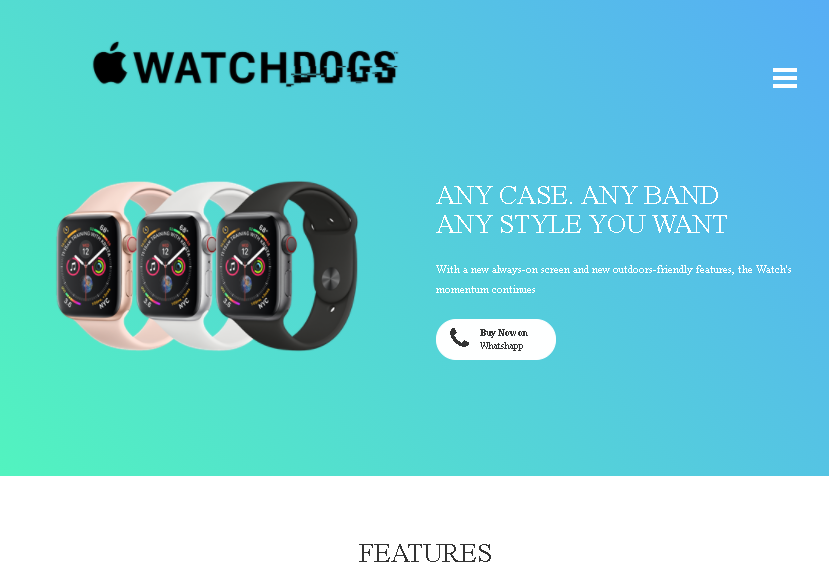 WATCHDOGS
ANY CASE. ANY BAND
ANY STYLE YOU WANT
With a new always-on screen and new outdoors-friendly features, the Watch's
momentum continues
Buy Now on
Whatshapp
FEATURES